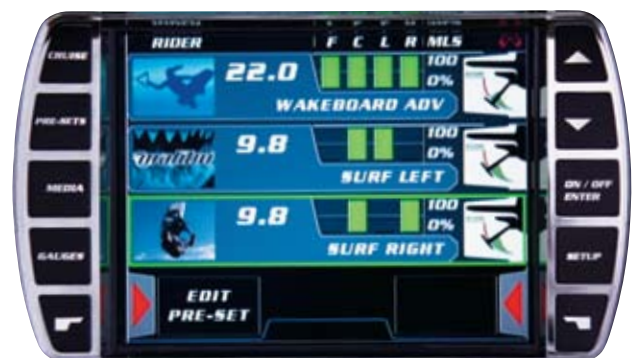 RIDER F C L R MLS
22.0 100
0%
WAKEBOARD ADV
malibu 9.8 100
0%
SURF LEFT
9.8 100
0%
SURF RIGHT
EDIT
PRE-SET
CRUISE
PRE-SETS
MEDIA
GAUGES
ON / OFF
ENTER
SETUP